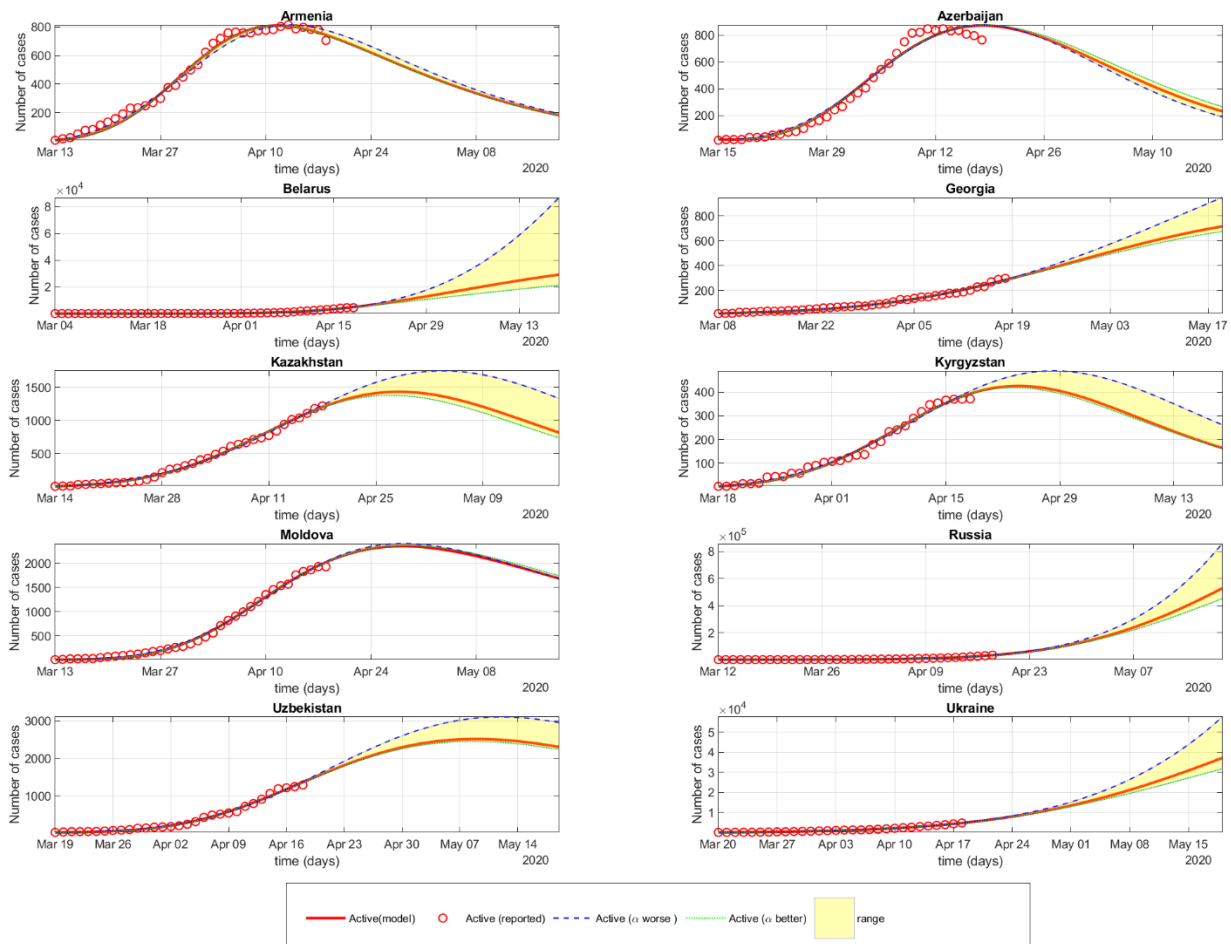 Armenia
Number of cases
800
600
400
200
Mar 13 Mar 27 Apr 10 Apr 24 May 08
time (days) 2020
Azerbaijan
Number of cases
800
600
400
200
Mar 15 Mar 29 Apr 12 Apr 26 May 10
time (days) 2020
Belarus
×10⁴
Number of cases
8
6
4
2
Mar 04 Mar 18 Apr 01 Apr 15 Apr 29 May 13
time (days) 2020
Georgia
Number of cases
800
600
400
200
Mar 08 Mar 22 Apr 05 Apr 19 May 03 May 17
time (days) 2020
Kazakhstan
Number of cases
1500
1000
500
Mar 14 Mar 28 Apr 11 Apr 25 May 09
time (days) 2020
Kyrgyzstan
Number of cases
400
300
200
100
Mar 18 Apr 01 Apr 15 Apr 29 May 13
time (days) 2020
Moldova
Number of cases
2000
1500
1000
500
Mar 13 Mar 27 Apr 10 Apr 24 May 08
time (days) 2020
Russia
×10⁵
Number of cases
8
6
4
2
Mar 12 Mar 26 Apr 09 Apr 23 May 07
time (days) 2020
Uzbekistan
Number of cases
3000
2000
1000
Mar 19 Mar 26 Apr 02 Apr 09 Apr 16 Apr 23 Apr 30 May 07 May 14
time (days) 2020
Ukraine
×10⁴
Number of cases
5
4
3
2
1
Mar 20 Mar 27 Apr 03 Apr 10 Apr 17 Apr 24 May 01 May 08 May 15
time (days) 2020
Active(model) Active (reported) Active (α worse ) Active (α better) range